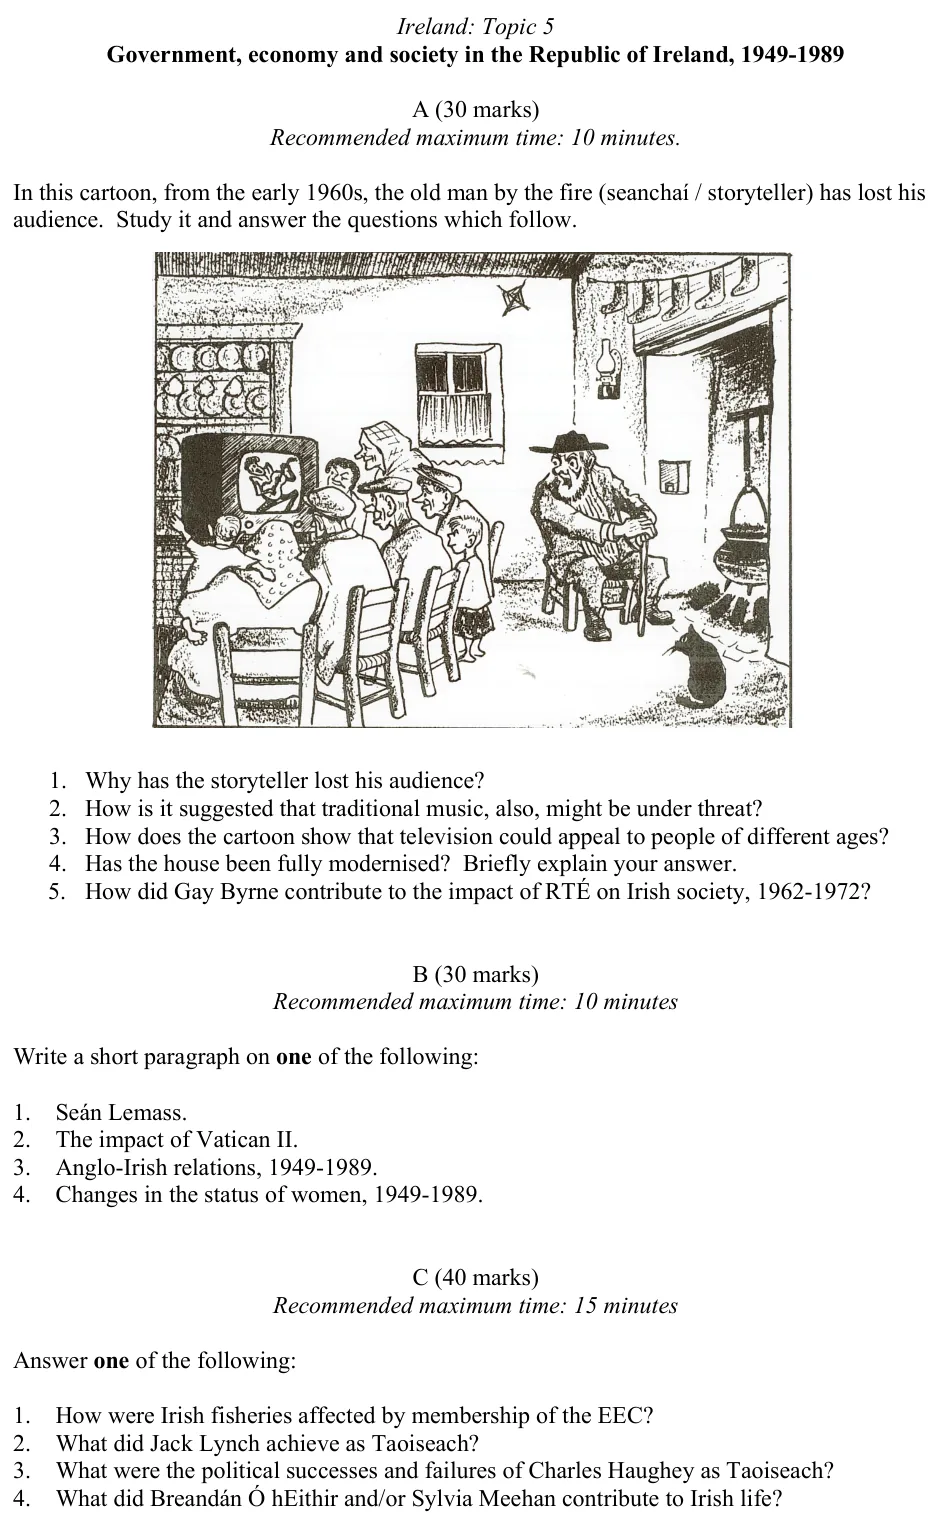 Ireland: Topic 5
Government, economy and society in the Republic of Ireland, 1949-1989
A (30 marks)
Recommended maximum time: 10 minutes.
In this cartoon, from the early 1960s, the old man by the fire (seanchaí / storyteller) has lost his
audience. Study it and answer the questions which follow.
1. Why has the storyteller lost his audience?
2. How is it suggested that traditional music, also, might be under threat?
3. How does the cartoon show that television could appeal to people of different ages?
4. Has the house been fully modernised? Briefly explain your answer.
5. How did Gay Byrne contribute to the impact of RTÉ on Irish society, 1962-1972?
B (30 marks)
Recommended maximum time: 10 minutes
Write a short paragraph on one of the following:
1. Seán Lemass.
2. The impact of Vatican II.
3. Anglo-Irish relations, 1949-1989.
4. Changes in the status of women, 1949-1989.
C (40 marks)
Recommended maximum time: 15 minutes
Answer one of the following:
1. How were Irish fisheries affected by membership of the EEC?
2. What did Jack Lynch achieve as Taoiseach?
3. What were the political successes and failures of Charles Haughey as Taoiseach?
4. What did Breandán Ó hEithir and/or Sylvia Meehan contribute to Irish life?